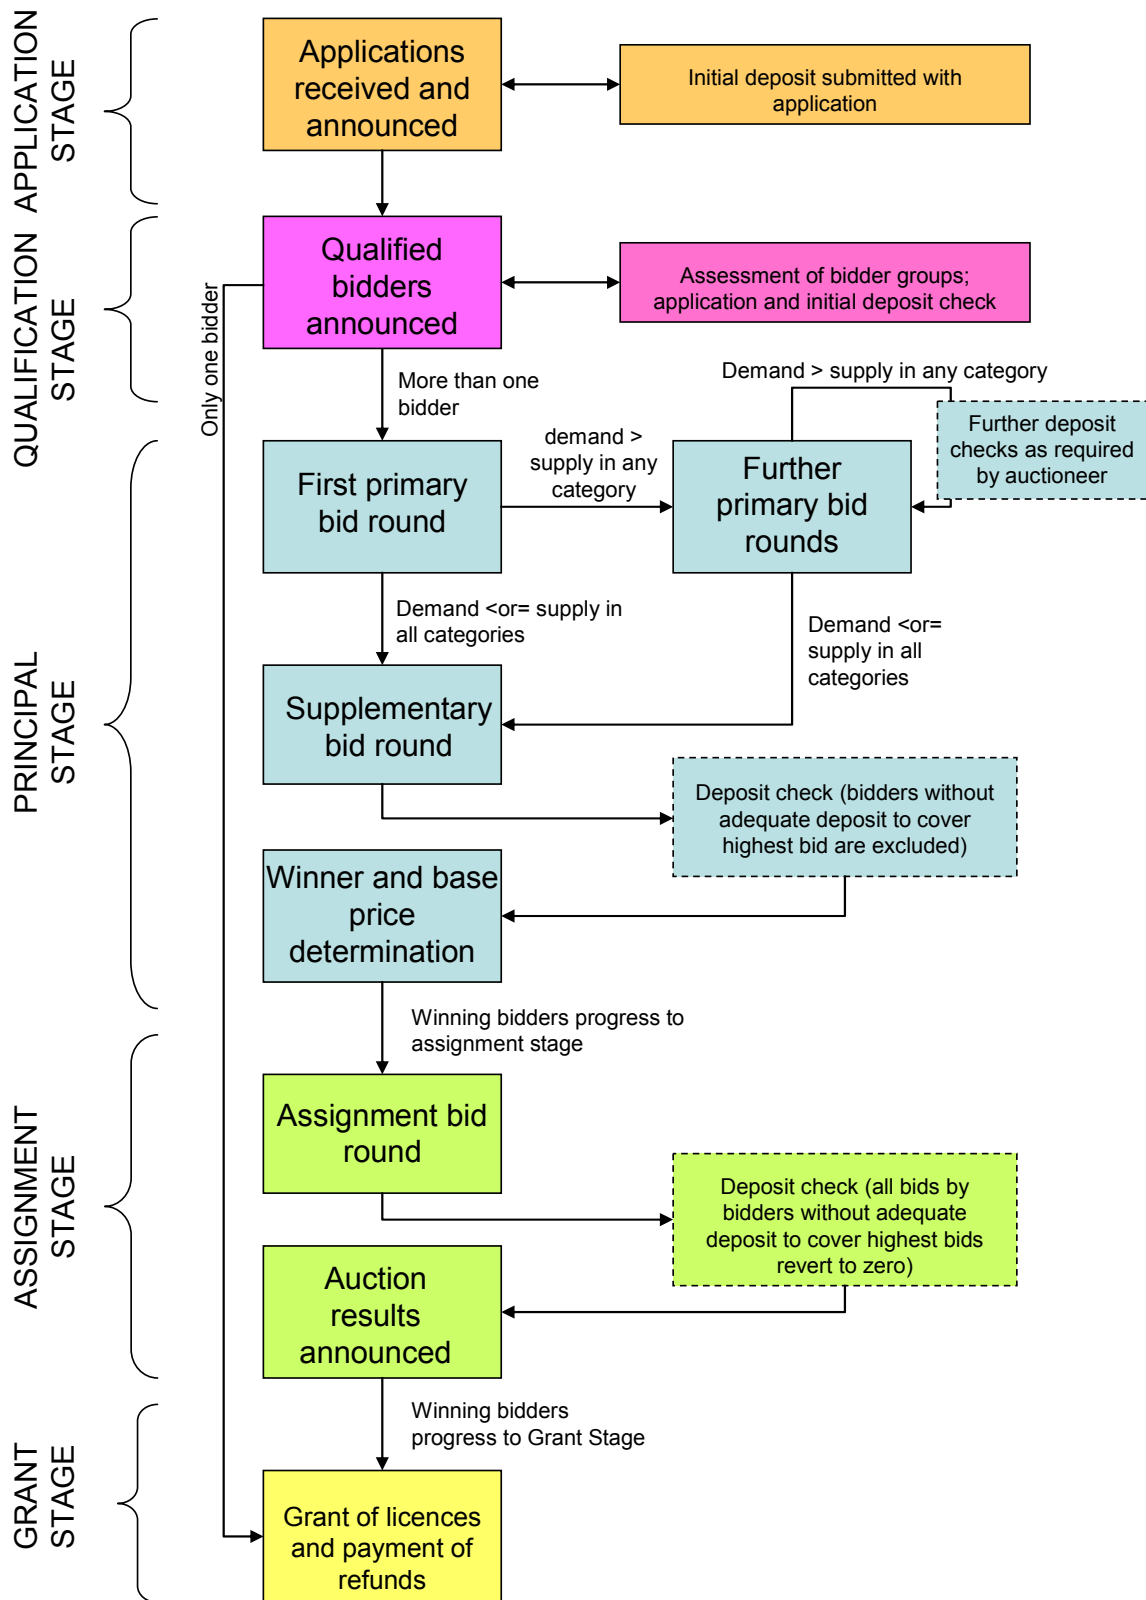 APPLICATION
STAGE
Applications
received and
announced
Initial deposit submitted with
application
QUALIFICATION
STAGE
Only one bidder
Qualified
bidders
announced
Assessment of bidder groups;
application and initial deposit check
More than one
bidder
Demand > supply in any category
PRINCIPAL
STAGE
First primary
bid round
demand >
supply in any
category
Further
primary bid
rounds
Further deposit
checks as required
by auctioneer
Demand <or= supply in
all categories
Demand <or=
supply in all
categories
Supplementary
bid round
Deposit check (bidders without
adequate deposit to cover
highest bid are excluded)
Winner and base
price
determination
Winning bidders progress to
assignment stage
ASSIGNMENT
STAGE
Assignment bid
round
Deposit check (all bids by
bidders without adequate
deposit to cover highest bids
revert to zero)
Auction
results
announced
Winning bidders
progress to Grant Stage
GRANT
STAGE
Grant of licences
and payment of
refunds